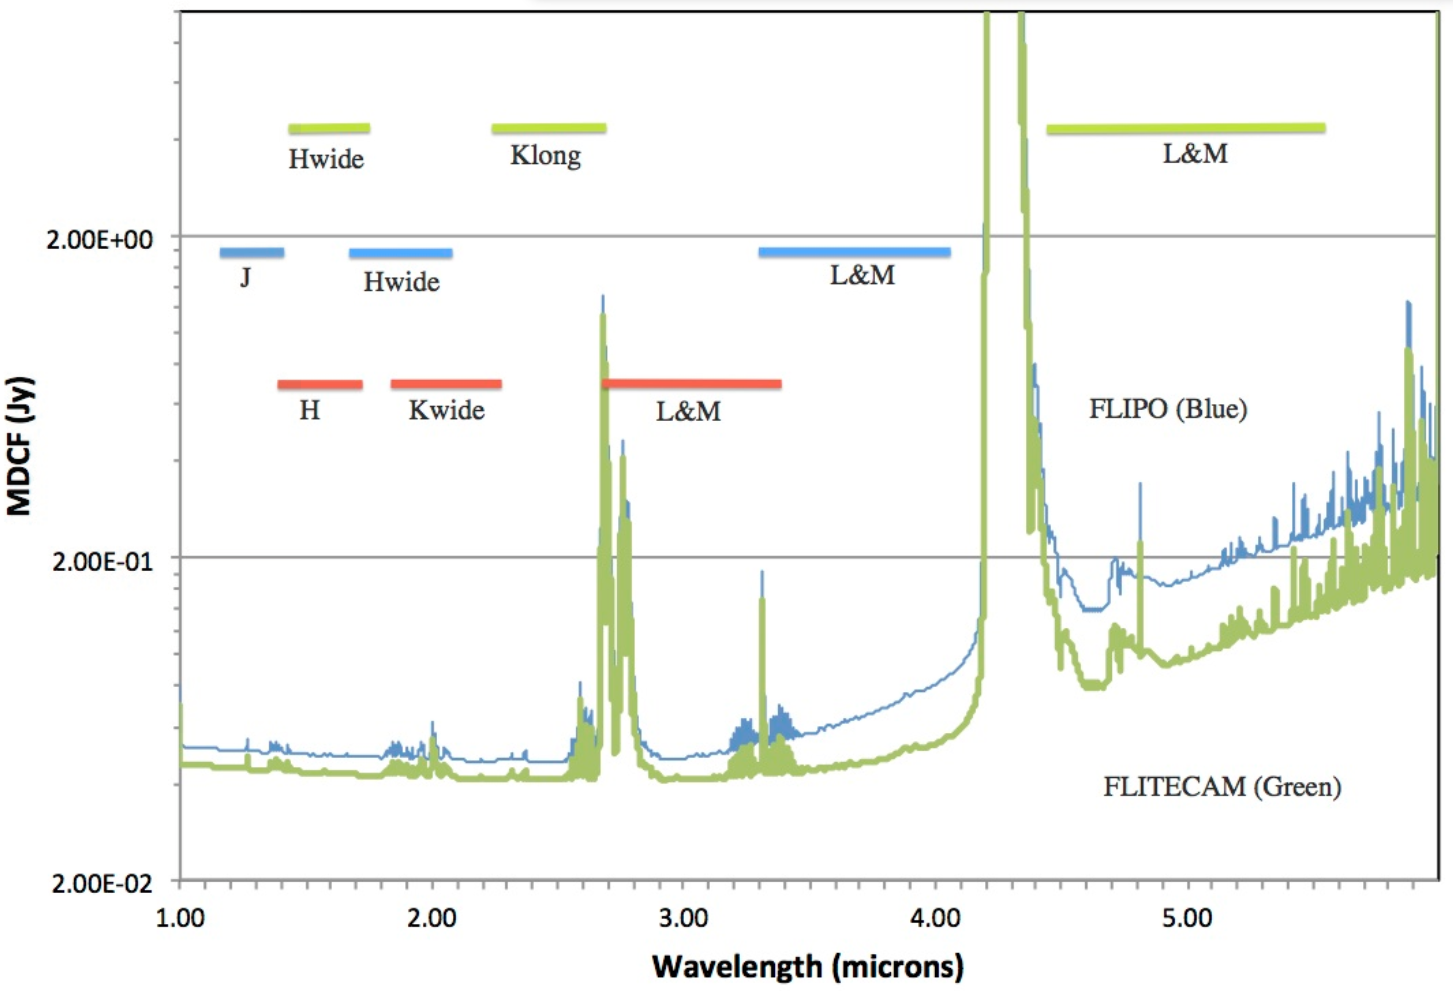 Hwide
Klong
L&M
2.00E+00
J
Hwide
L&M
H
Kwide
L&M
FLIPO (Blue)
MDCF (Jy)
2.00E-01
FLITECAM (Green)
2.00E-02
1.00
2.00
3.00
4.00
5.00
Wavelength (microns)